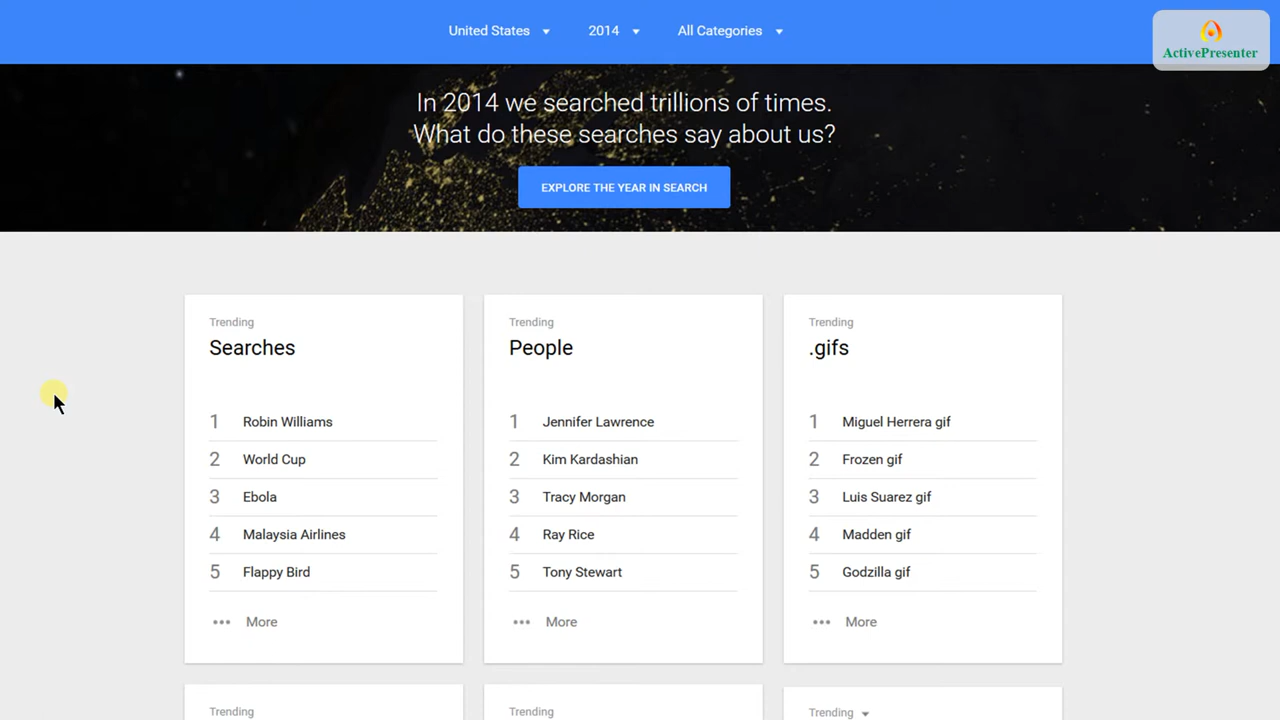 United States
2014
All Categories
ActivePresenter
In 2014 we searched trillions of times.
What do these searches say about us?
EXPLORE THE YEAR IN SEARCH
Trending
Searches
1 Robin Williams
2 World Cup
3 Ebola
4 Malaysia Airlines
5 Flappy Bird
••• More
Trending
People
1 Jennifer Lawrence
2 Kim Kardashian
3 Tracy Morgan
4 Ray Rice
5 Tony Stewart
••• More
Trending
.gifs
1 Miguel Herrera gif
2 Frozen gif
3 Luis Suarez gif
4 Madden gif
5 Godzilla gif
••• More
Trending
Trending
Trending